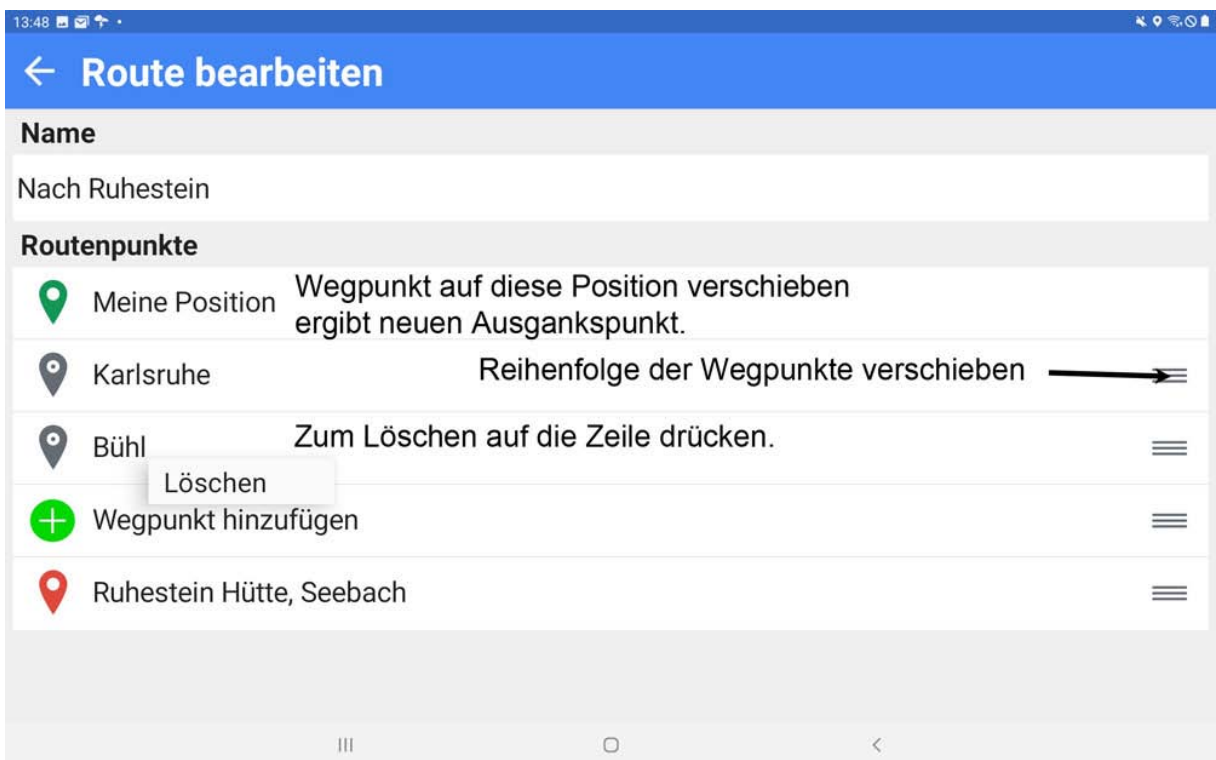 13:48
Route bearbeiten
Name
Nach Ruhestein
Routenpunkte
Meine Position
Wegpunkt auf diese Position verschieben
ergibt neuen Ausgankspunkt.
Karlsruhe
Reihenfolge der Wegpunkte verschieben
Bühl
Zum Löschen auf die Zeile drücken.
Löschen
Wegpunkt hinzufügen
Ruhestein Hütte, Seebach